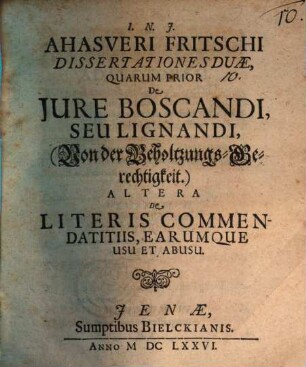 I. N. J.
AHASVERI FRITSCHI
DISSERTATIONES DUÆ,
QUARUM PRIOR 10.
De
JURE BOSCANDI,
SEU LIGNANDI,
(Von der Beholtzungs-Ge-
rechtigkeit.)
ALTERA
De
LITERIS COMMEN-
DATITIIS, EARUMQUE
USU ET ABUSU.
JENÆ,
Sumptibus BIELCKIANIS.
ANNO M DC LXXVI.